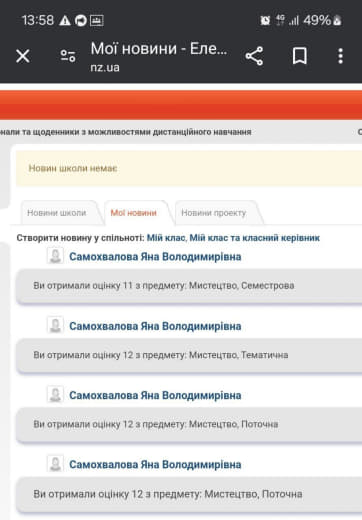 13:58
4G
49%
Мої новини - Еле...
nz.ua
нали та щоденники з можливостями дистанційного навчання
Новин школи немає
Новини школи
Мої новини
Новини проекту
Створити новину у спільноті: Мій клас, Мій клас та класний керівник
Самохвалова Яна Володимирівна
Ви отримали оцінку 11 з предмету: Мистецтво, Семестрова
Самохвалова Яна Володимирівна
Ви отримали оцінку 12 з предмету: Мистецтво, Тематична
Самохвалова Яна Володимирівна
Ви отримали оцінку 12 з предмету: Мистецтво, Поточна
Самохвалова Яна Володимирівна
Ви отримали оцінку 12 з предмету: Мистецтво, Поточна